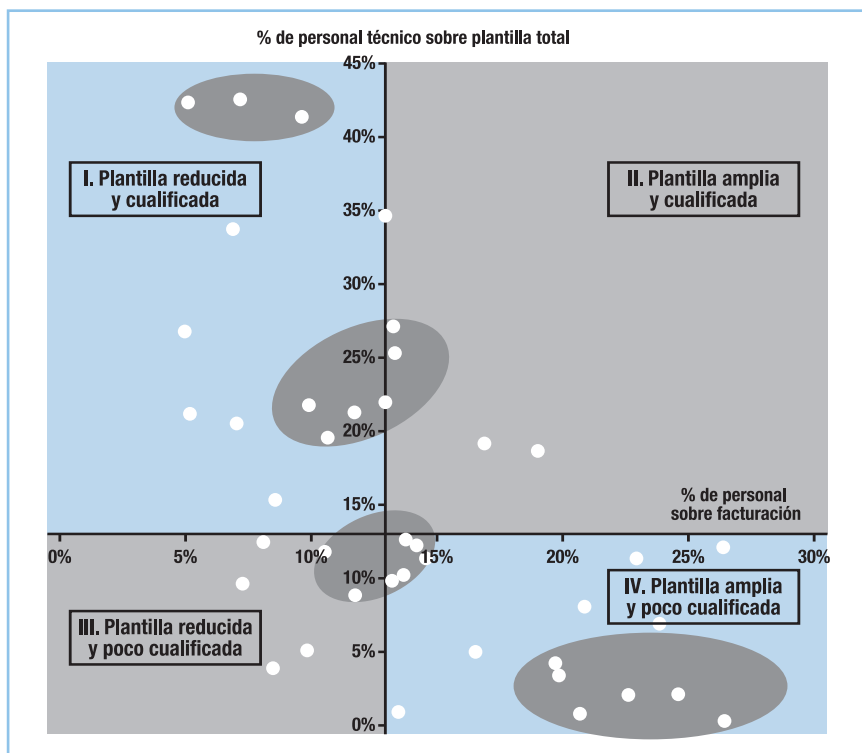 % de personal técnico sobre plantilla total
45%
40%
I. Plantilla reducida
y cualificada
II. Plantilla amplia
y cualificada
35%
30%
25%
20%
15%
% de personal
sobre facturación
0%
5%
10%
15%
20%
25%
30%
10%
IV. Plantilla amplia
y poco cualificada
III. Plantilla reducida
y poco cualificada
5%
0%